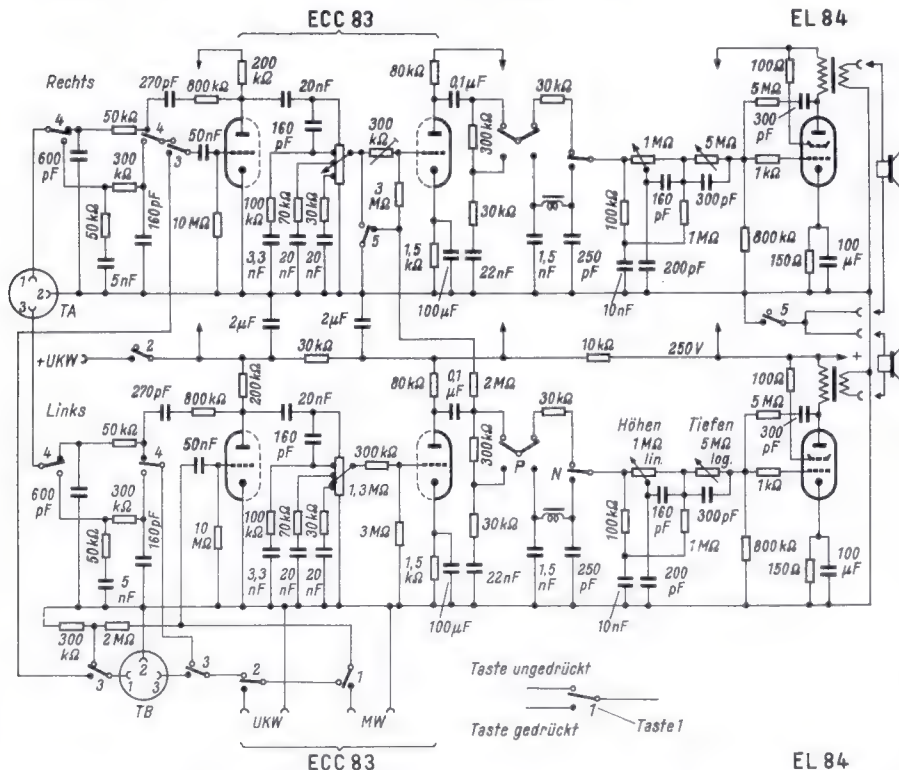 ECC 83
EL 84
Rechts
270pF
800kΩ
200
kΩ
20nF
80kΩ
0,1µF
30kΩ
100Ω
5MΩ
300
pF
4
50kΩ
4
50nF
3
160
pF
300
kΩ
300kΩ
1MΩ
5MΩ
1kΩ
600
pF
300
kΩ
50kΩ
160pF
10MΩ
100
kΩ
70kΩ
30kΩ
3
MΩ
5
30kΩ
100kΩ
160
pF
300pF
1MΩ
800kΩ
100
µF
150Ω
5nF
3,3
nF
20
nF
20
nF
1,5
kΩ
22nF
1,5
nF
250
pF
200pF
1
2
3
TA
2µF
2µF
100µF
10nF
5
+UKW
2
30kΩ
10kΩ
250V
+
Links
270pF
800kΩ
200kΩ
20nF
80kΩ
0,1
µF
2MΩ
30kΩ
100Ω
5MΩ
300
pF
4
50kΩ
4
50nF
160
pF
300kΩ
1,3MΩ
300kΩ
P
N
Höhen
1MΩ
lin.
Tiefen
5MΩ
log.
1kΩ
600
pF
300
kΩ
50kΩ
160pF
10
MΩ
100
kΩ
70kΩ
30kΩ
3MΩ
30kΩ
100kΩ
160
pF
300pF
1MΩ
800kΩ
100
µF
150Ω
5
nF
3,3
nF
20
nF
20
nF
1,5
kΩ
22nF
1,5
nF
250
pF
200
pF
100µF
10nF
300
kΩ
2MΩ
3
1
2
3
TB
3
2
1
UKW
MW
Taste ungedrückt
Taste gedrückt
1
Taste1
ECC 83
EL 84